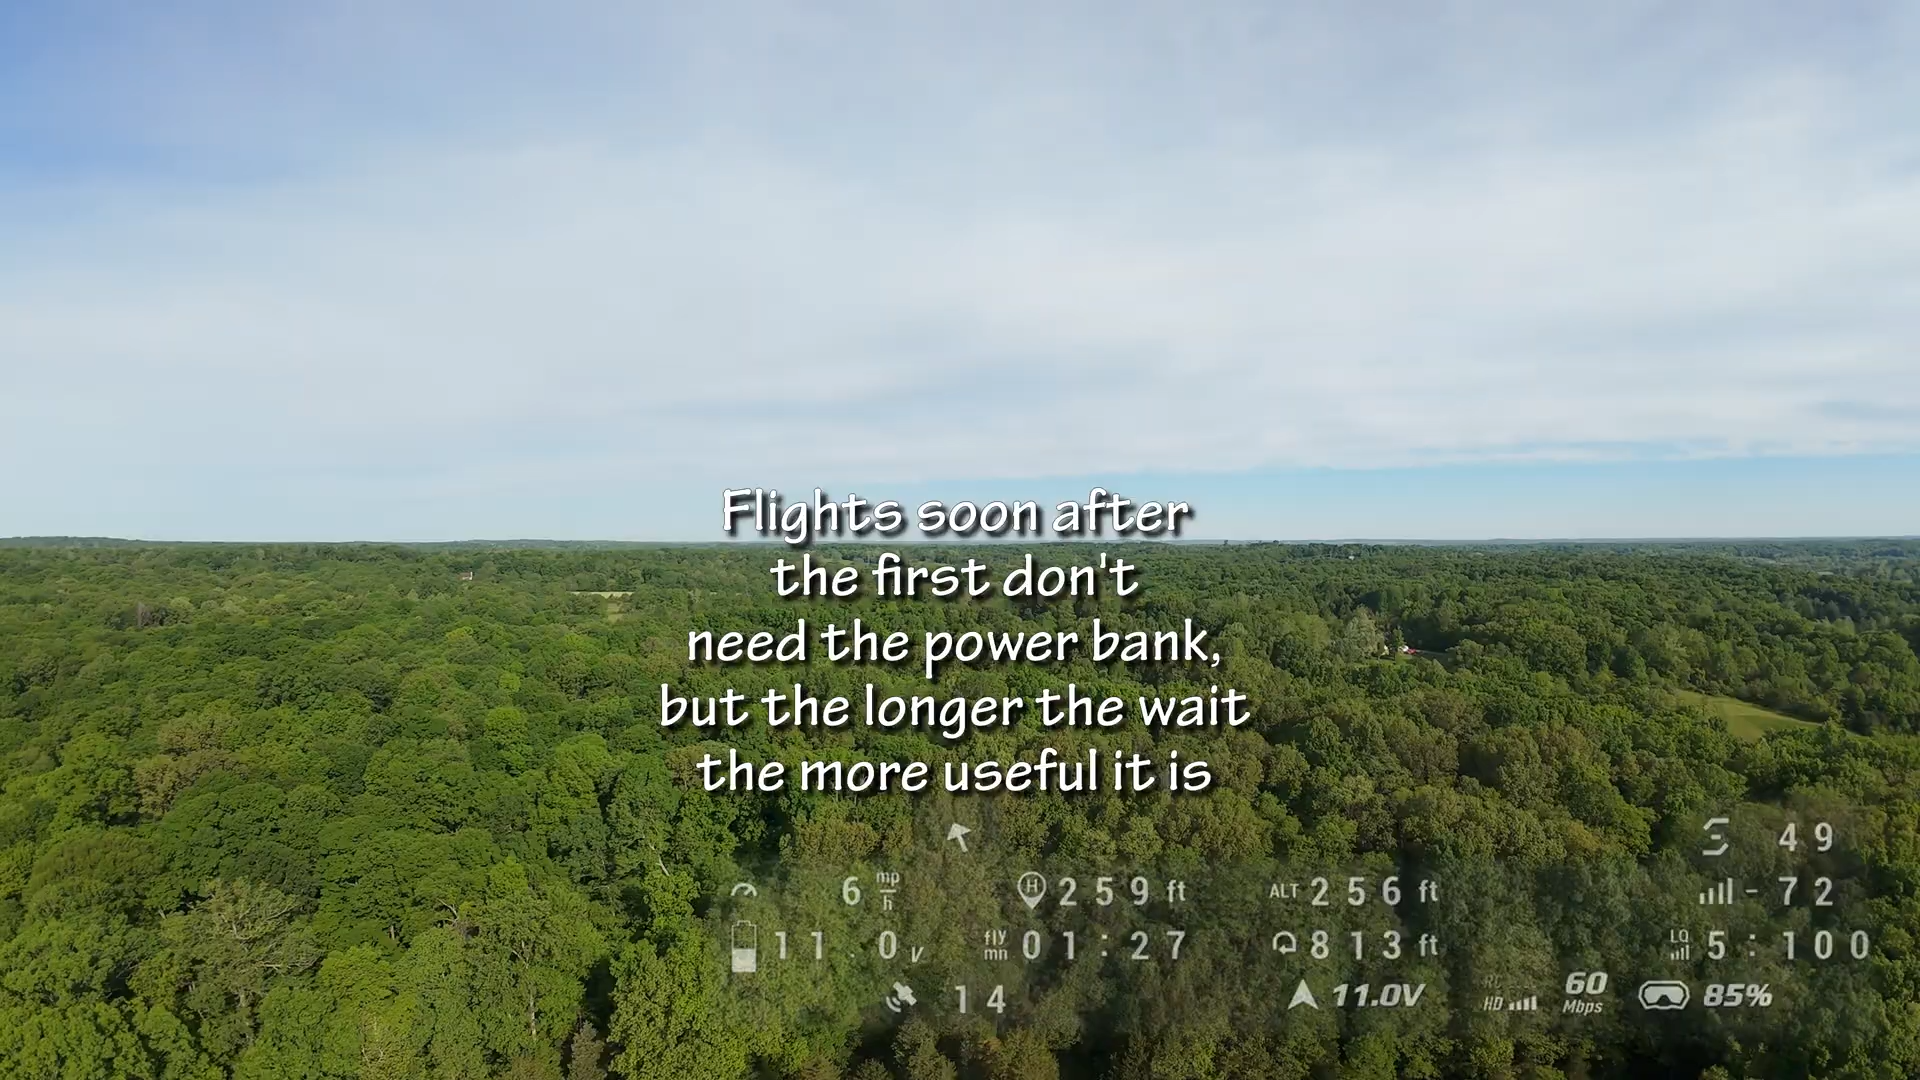 Flights soon after
the first don't
need the power bank,
but the longer the wait
the more useful it is
49
6 mp/h H 259 ft ALT 256 ft -72
11.0V fly mn 01:27 813 ft LQ 5:100
14 11.0V HD 60 Mbps 85%